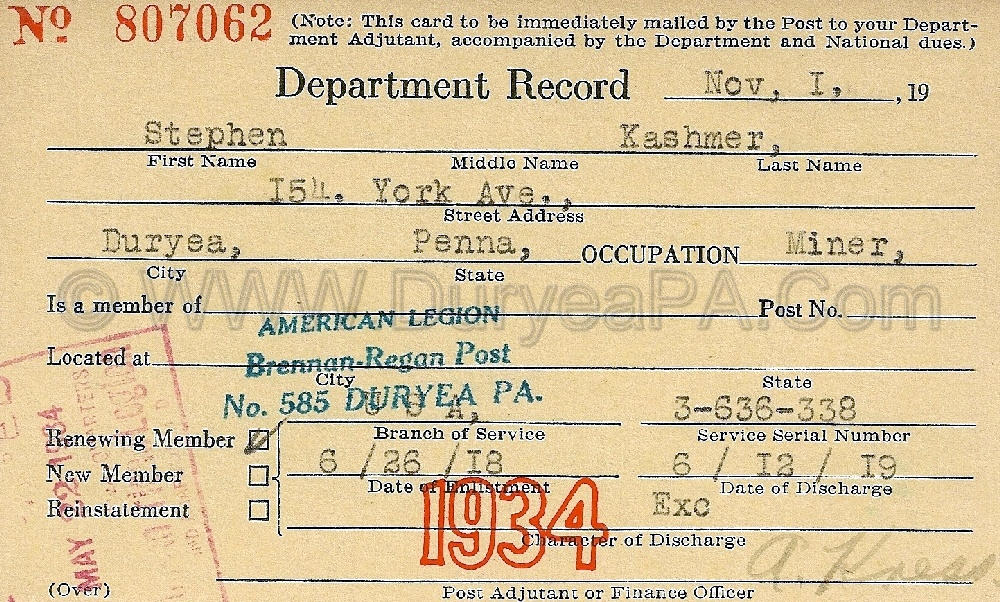 No 807062
(Note: This card to be immediately mailed by the Post to your Depart-
ment Adjutant, accompanied by the Department and National dues.)
Department Record Nov, I, , 19
Stephen Kashmer,
First Name Middle Name Last Name
I54. York Ave.,
Street Address
Duryea, Penna, OCCUPATION Miner,
City State
© WWW.DuryeaPA.Com
Is a member of AMERICAN LEGION Post No.
Located at Brennan-Regan Post
City State
No. 585 DURYEA PA.
U S A, 3-636-338
Renewing Member Branch of Service Service Serial Number
New Member 6 / 26 / I8 6 / I2 / I9
Date of Enlistment Date of Discharge
Reinstatement 1934 Exc
Character of Discharge
MAY 22 1934
A. Kness
(Over) Post Adjutant or Finance Officer